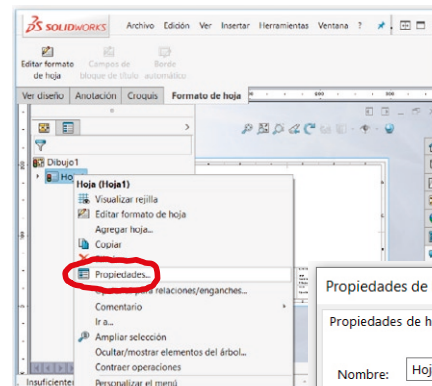 SOLIDWORKS Archivo Edición Ver Insertar Herramientas Ventana ?
Editar formato de hoja
Campos de bloque de título
Borde automático
Ver diseño Anotación Croquis Formato de hoja
Dibujo1
Hoja (Hoja1)
Visualizar rejilla
Editar formato de hoja
Agregar hoja...
Copiar
Propiedades...
para relaciones/enganches...
Comentario
Ir a...
Ampliar selección
Ocultar/mostrar elementos del árbol...
Contraer operaciones
Personalizar el menú
Insuficiente
Propiedades de
Propiedades de h
Nombre: Hoj